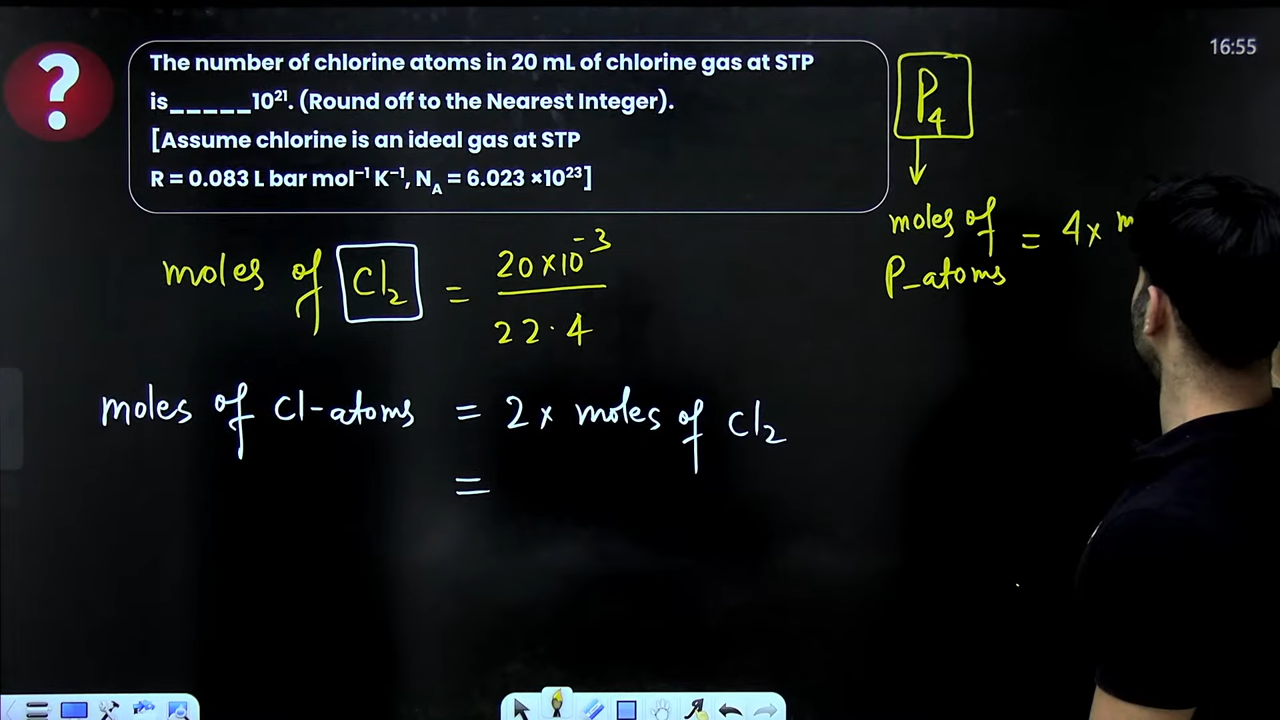 16:55
?
The number of chlorine atoms in 20 mL of chlorine gas at STP
is_____10²¹. (Round off to the Nearest Integer).
[Assume chlorine is an ideal gas at STP
R = 0.083 L bar mol⁻¹ K⁻¹, N_A = 6.023 ×10²³]
P₄
moles of P_atoms = 4 ×
moles of Cl₂ = 20×10⁻³ / 22.4
moles of Cl-atoms = 2 × moles of Cl₂
=